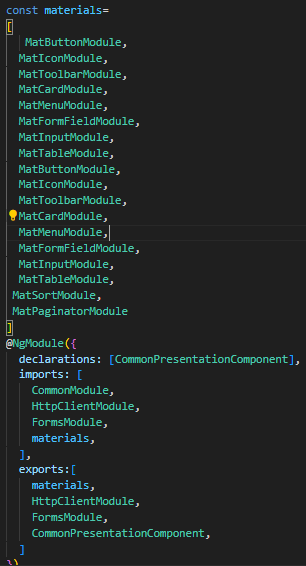 const materials=
[
MatButtonModule,
MatIconModule,
MatToolbarModule,
MatCardModule,
MatMenuModule,
MatFormFieldModule,
MatInputModule,
MatTableModule,
MatButtonModule,
MatIconModule,
MatToolbarModule,
MatCardModule,
MatMenuModule,
MatFormFieldModule,
MatInputModule,
MatTableModule,
MatSortModule,
MatPaginatorModule
]
@NgModule({
declarations: [CommonPresentationComponent],
imports: [
CommonModule,
HttpClientModule,
FormsModule,
materials,
],
exports:[
materials,
HttpClientModule,
FormsModule,
CommonPresentationComponent,
]
})